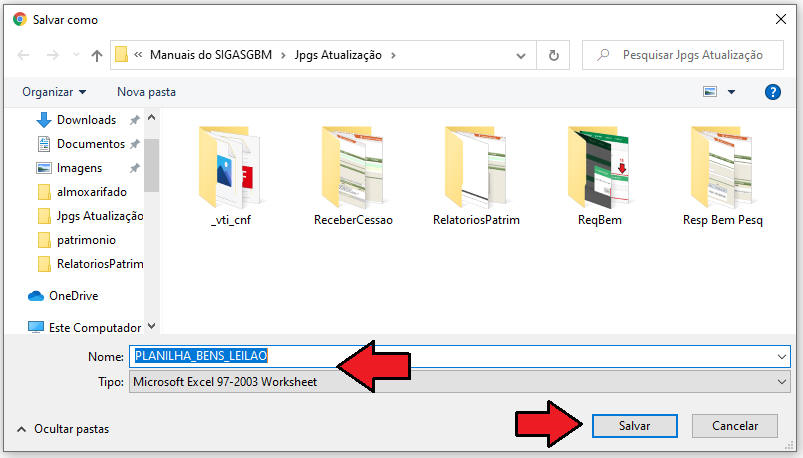 Salvar como
« Manuais do SIGASGBM > Jpgs Atualização >
Pesquisar Jpgs Atualização
Organizar Nova pasta
?
Downloads
Documentos
Imagens
almoxarifado
Jpgs Atualização
patrimonio
RelatoriosPatrim
OneDrive
Este Computador
_vti_cnf
ReceberCessao
RelatoriosPatrim
ReqBem
Resp Bem Pesq
Nome: PLANILHA_BENS_LEILAO
Tipo: Microsoft Excel 97-2003 Worksheet
Ocultar pastas
Salvar
Cancelar